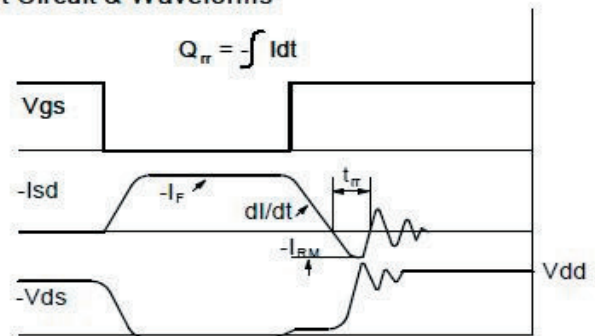 t Circuit & Waveforms
Qrr = -∫ Idt
Vgs
-Isd
-IF
dI/dt
trr
-IRM
Vdd
-Vds